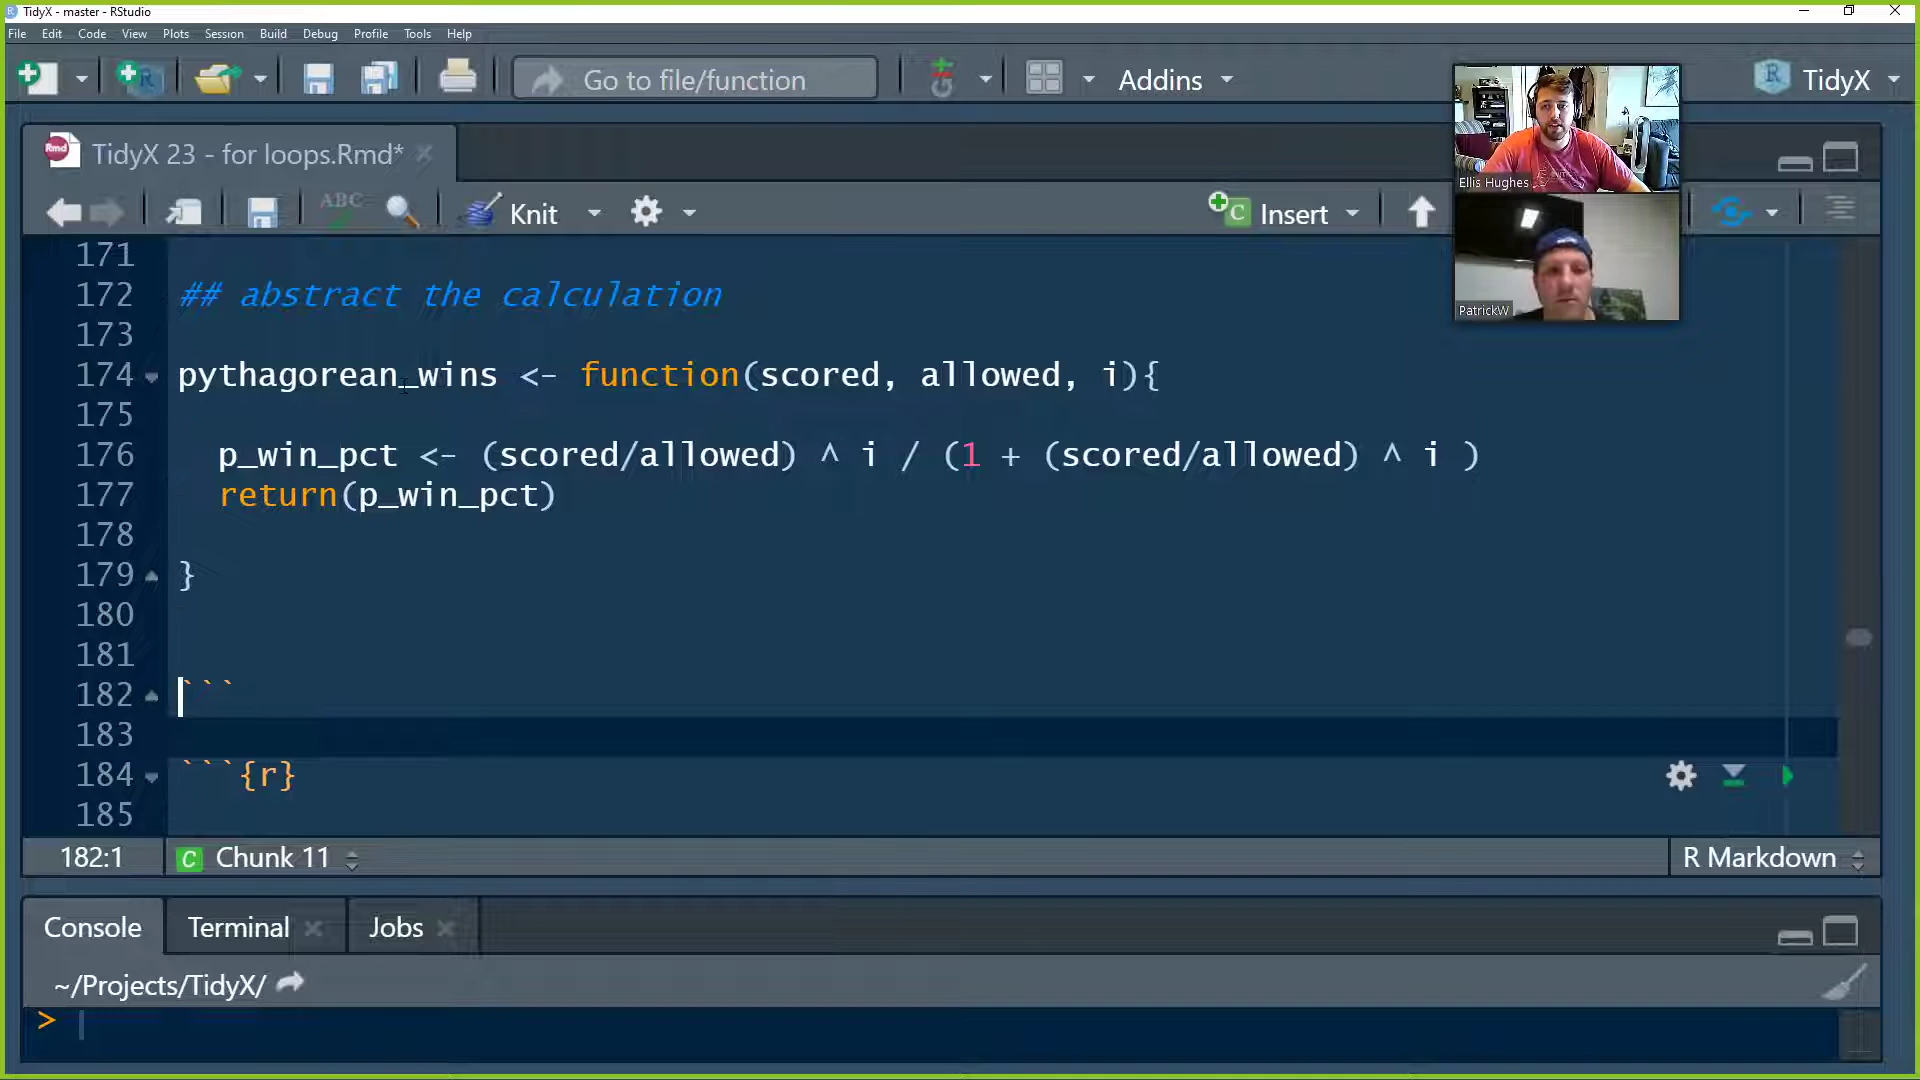 TidyX - master - RStudio
File Edit Code View Plots Session Build Debug Profile Tools Help
Go to file/function Addins TidyX
TidyX 23 - for loops.Rmd*
Ellis Hughes
PatrickW
ABC Knit Insert
171
172 ## abstract the calculation
173
174 pythagorean_wins <- function(scored, allowed, i){
175
176 p_win_pct <- (scored/allowed) ^ i / (1 + (scored/allowed) ^ i )
177 return(p_win_pct)
178
179 }
180
181
182 ```
183
184 ```{r}
185
182:1 C Chunk 11 R Markdown
Console Terminal Jobs
~/Projects/TidyX/
>